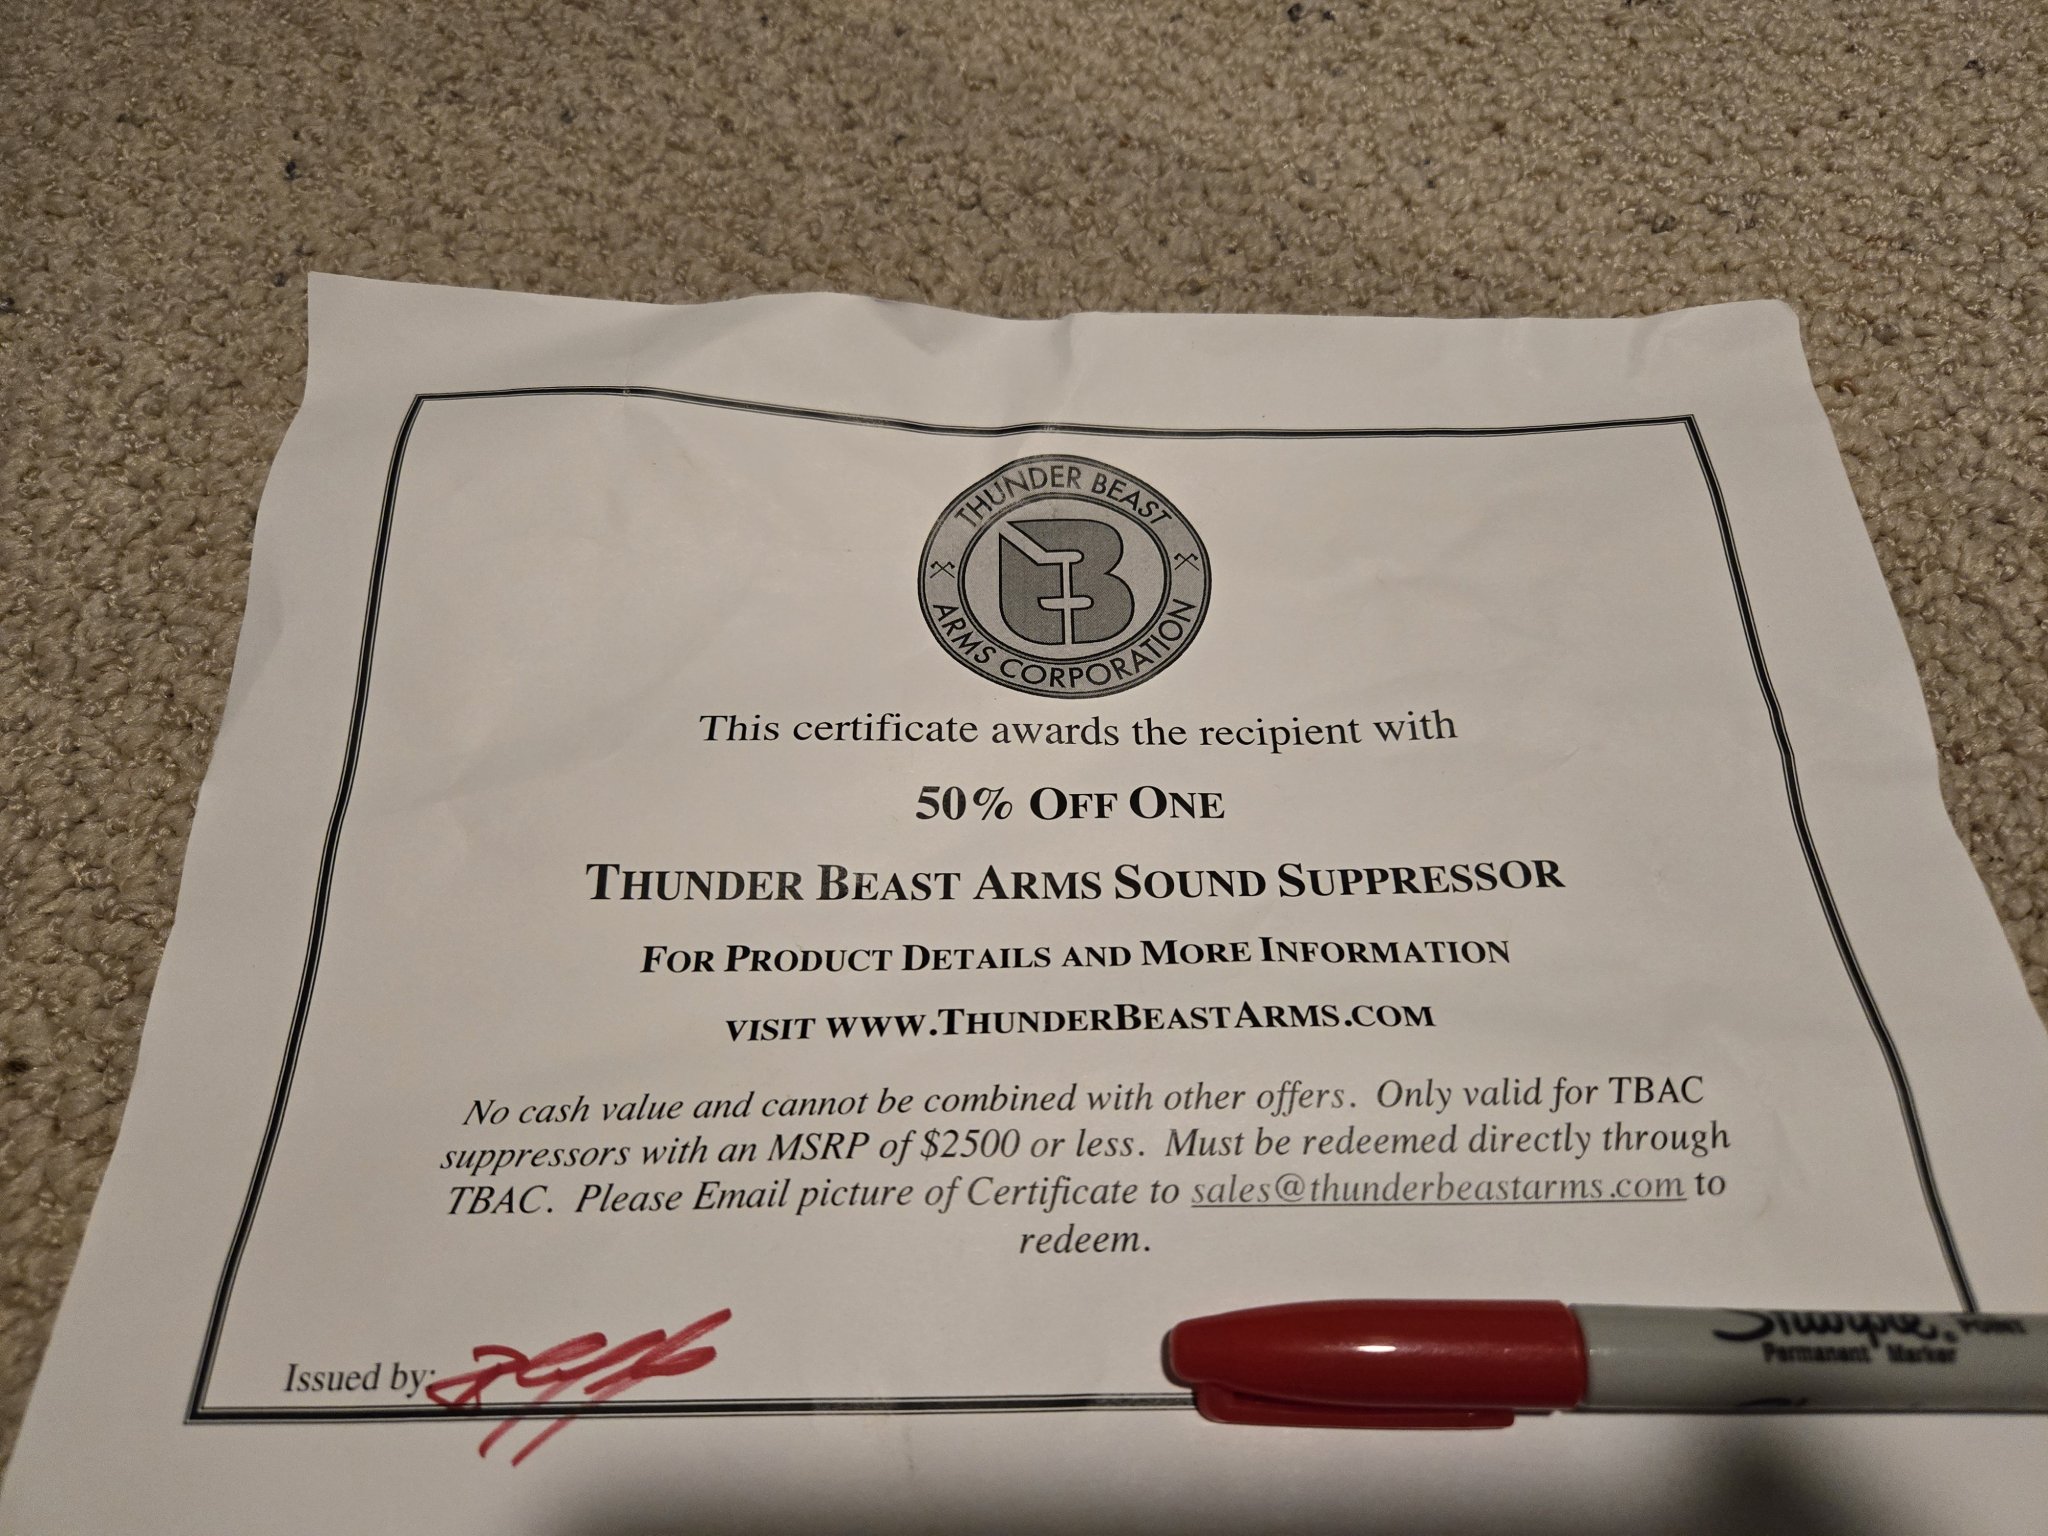 THUNDER BEAST
ARMS CORPORATION
This certificate awards the recipient with
50% OFF ONE
THUNDER BEAST ARMS SOUND SUPPRESSOR
FOR PRODUCT DETAILS AND MORE INFORMATION
VISIT WWW.THUNDERBEASTARMS.COM
No cash value and cannot be combined with other offers. Only valid for TBAC
suppressors with an MSRP of $2500 or less. Must be redeemed directly through
TBAC. Please Email picture of Certificate to sales@thunderbeastarms.com to
redeem.
Issued by:
Sharpie. POINT
Permanent Marker